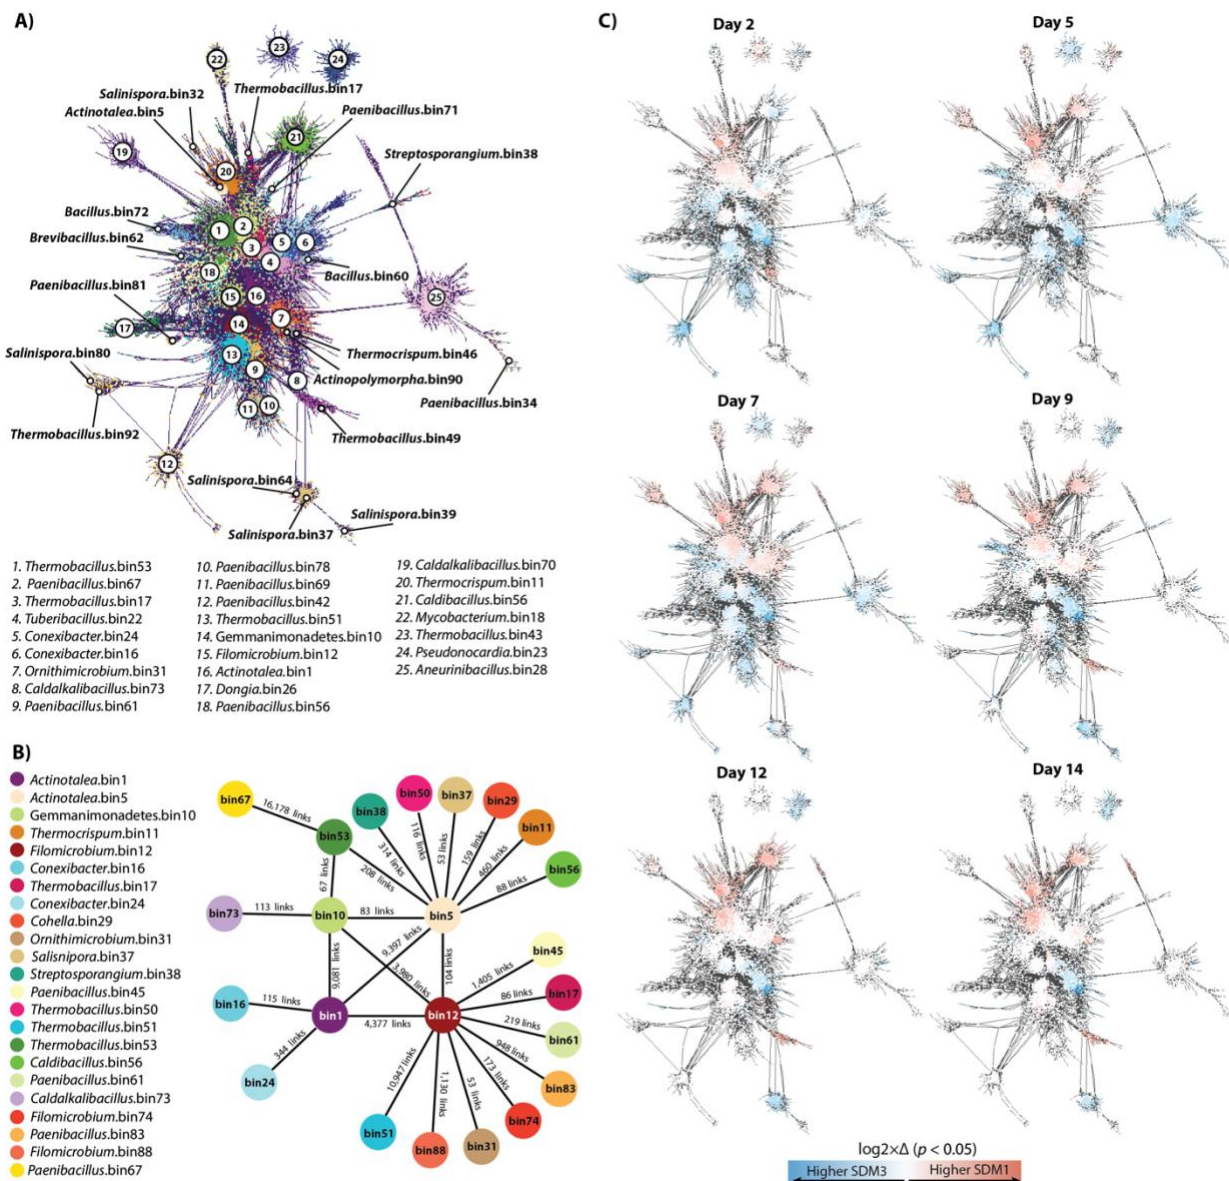 A)
23
22
24
Thermobacillus.bin17
Salinispora.bin32
Actinotalea.bin5
Paenibacillus.bin71
21
19
20
Streptosporangium.bin38
Bacillus.bin72
1
2
5
6
Brevibacillus.bin62
3
4
18
Bacillus.bin60
Paenibacillus.bin81
15
16
25
17
14
7
Salinispora.bin80
13
Thermocrispum.bin46
9
Actinopolymorpha.bin90
8
Paenibacillus.bin34
11
10
Thermobacillus.bin92
Thermobacillus.bin49
12
Salinispora.bin64
Salinispora.bin39
Salinispora.bin37
1. Thermobacillus.bin53
2. Paenibacillus.bin67
3. Thermobacillus.bin17
4. Tuberibacillus.bin22
5. Conexibacter.bin24
6. Conexibacter.bin16
7. Ornithimicrobium.bin31
8. Caldalkalibacillus.bin73
9. Paenibacillus.bin61
10. Paenibacillus.bin78
11. Paenibacillus.bin69
12. Paenibacillus.bin42
13. Thermobacillus.bin51
14. Gemmanimonadetes.bin10
15. Filomicrobium.bin12
16. Actinotalea.bin1
17. Dongia.bin26
18. Paenibacillus.bin56
19. Caldalkalibacillus.bin70
20. Thermocrispum.bin11
21. Caldibacillus.bin56
22. Mycobacterium.bin18
23. Thermobacillus.bin43
24. Pseudonocardia.bin23
25. Aneurinibacillus.bin28
B)
Actinotalea.bin1
Actinotalea.bin5
Gemmanimonadetes.bin10
Thermocrispum.bin11
Filomicrobium.bin12
Conexibacter.bin16
Thermobacillus.bin17
Conexibacter.bin24
Cohella.bin29
Ornithimicrobium.bin31
Salisnipora.bin37
Streptosporangium.bin38
Paenibacillus.bin45
Thermobacillus.bin50
Thermobacillus.bin51
Thermobacillus.bin53
Caldibacillus.bin56
Paenibacillus.bin61
Caldalkalibacillus.bin73
Filomicrobium.bin74
Paenibacillus.bin83
Filomicrobium.bin88
Paenibacillus.bin67
bin67
16,178 links
bin53
bin38
bin50
bin37
bin29
bin11
bin56
67 links
208 links
314 links
116 links
53 links
159 links
460 links
88 links
bin73
113 links
bin10
83 links
bin5
9,081 links
9,397 links
3,980 links
104 links
bin45
1,405 links
bin16
115 links
bin1
4,377 links
bin12
86 links
bin17
219 links
bin61
344 links
bin24
948 links
bin83
10,947 links
1,130 links
53 links
173 links
bin74
bin51
bin88
bin31
C)
Day 2
Day 5
Day 7
Day 9
Day 12
Day 14
log2×Δ (p < 0.05)
Higher SDM3
Higher SDM1